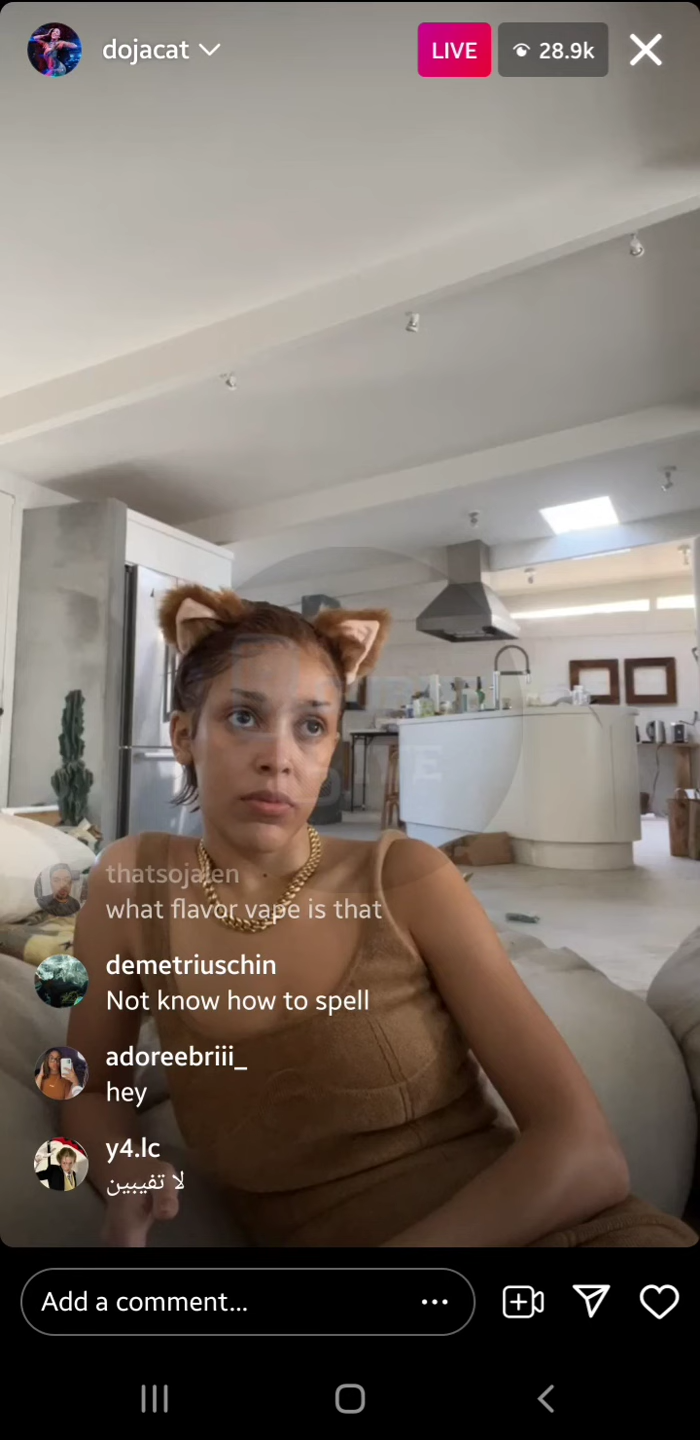 dojacat
LIVE
28.9k
thatsojalen
what flavor vape is that
demetriuschin
Not know how to spell
adoreebriii_
hey
y4.lc
لا تفيبين
Add a comment...